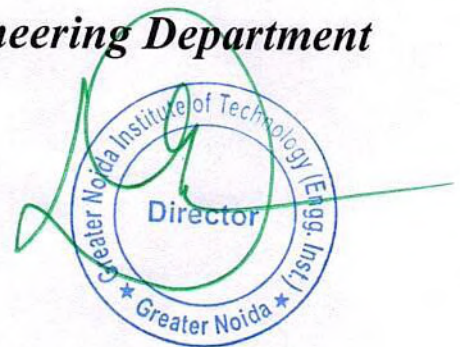 neering Department
Greater Noida Institute of Technology (Engg. Inst.)
Director
★ Greater Noida ★